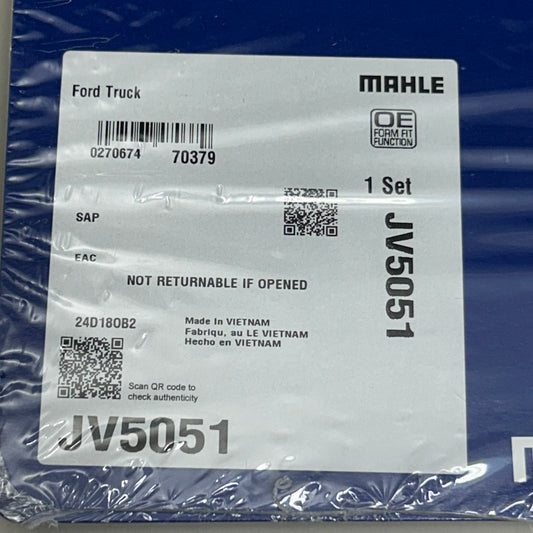 Ford Truck
MAHLE
OE
FORM FIT
FUNCTION
0270674 70379
1 Set
SAP
JV5051
EAC
NOT RETURNABLE IF OPENED
24D18OB2
Made In VIETNAM
Fabriqu, au LE VIETNAM
Hecho en VIETNAM
Scan QR code to
check authenticity
JV5051